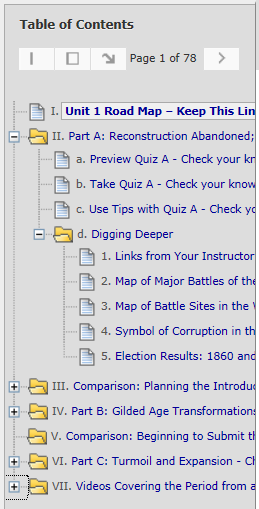 Table of Contents
Page 1 of 78
I. Unit 1 Road Map – Keep This Lin
II. Part A: Reconstruction Abandoned;
a. Preview Quiz A - Check your kn
b. Take Quiz A - Check your know
c. Use Tips with Quiz A - Check yo
d. Digging Deeper
1. Links from Your Instructor
2. Map of Major Battles of the
3. Map of Battle Sites in the W
4. Symbol of Corruption in th
5. Election Results: 1860 and
III. Comparison: Planning the Introduc
IV. Part B: Gilded Age Transformations
V. Comparison: Beginning to Submit th
VI. Part C: Turmoil and Expansion - Ch
VII. Videos Covering the Period from a